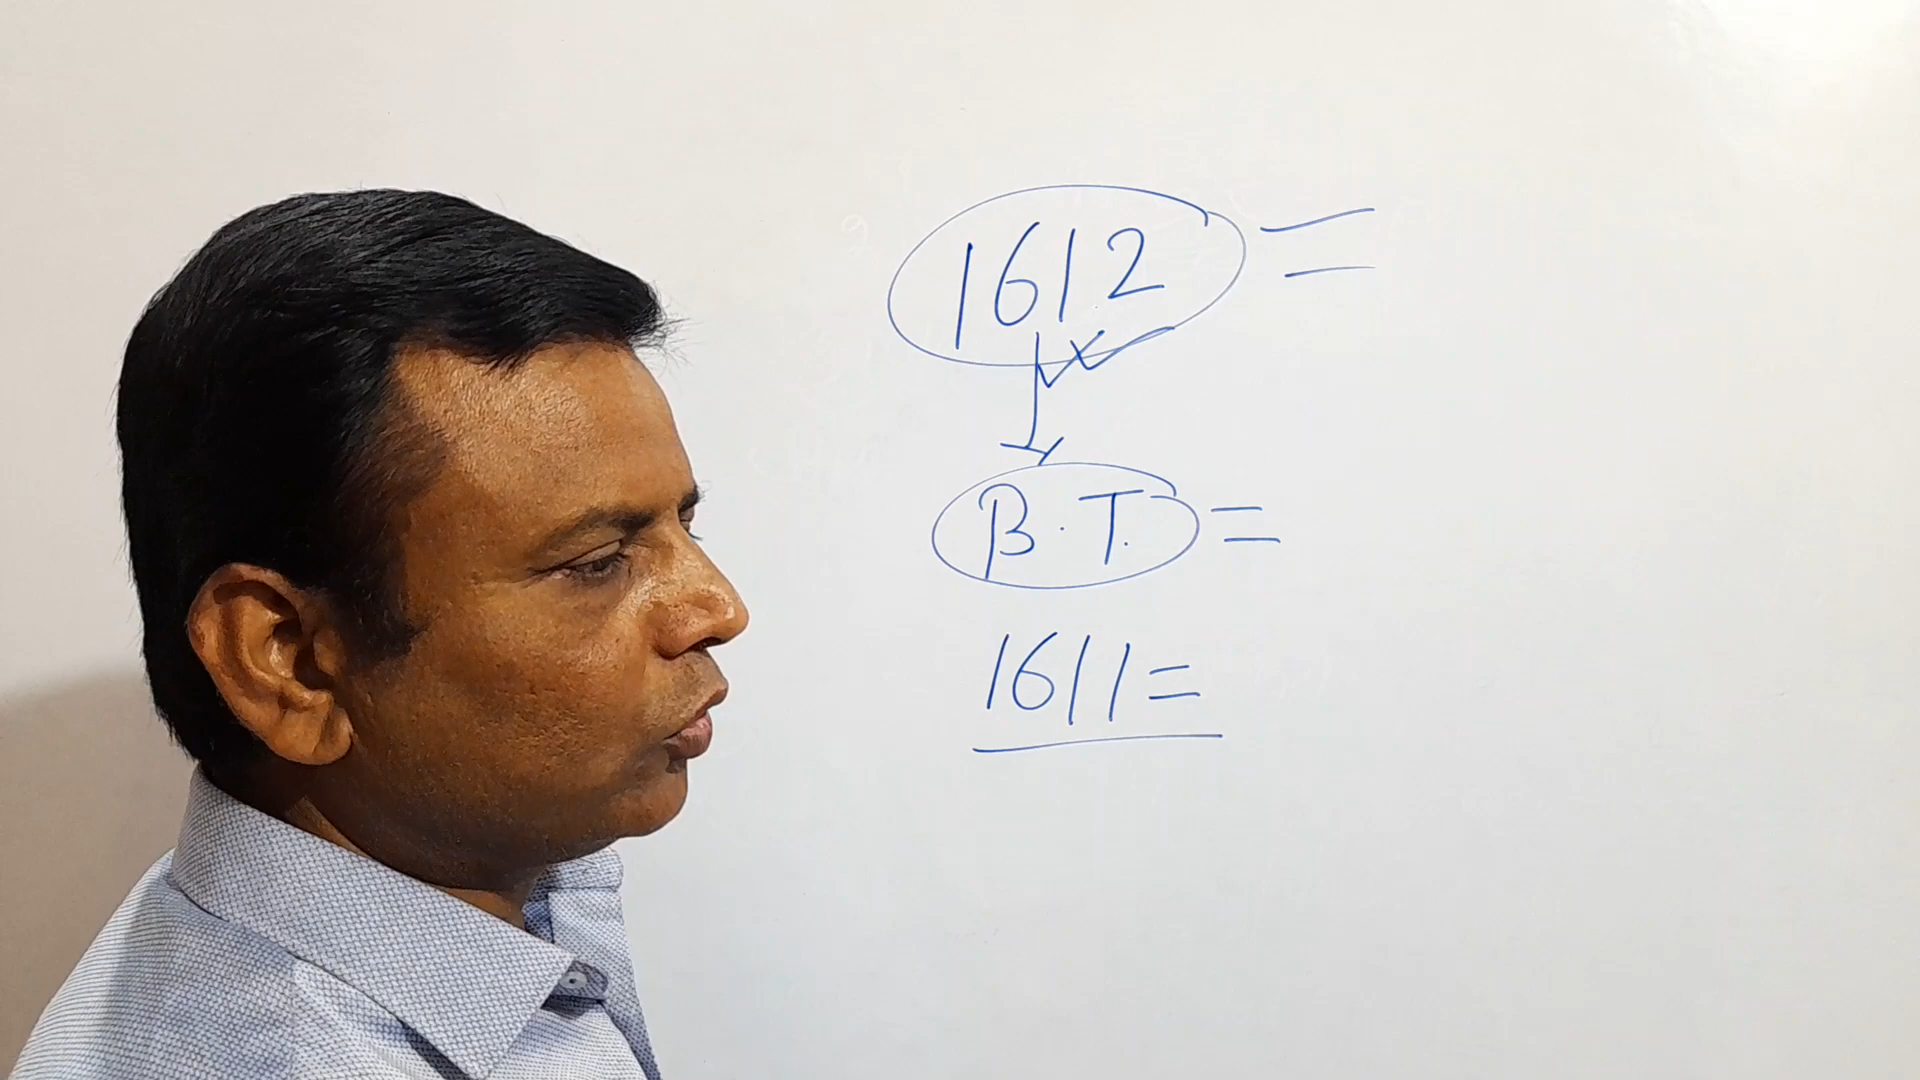 1612 =
B.T. =
1611 =